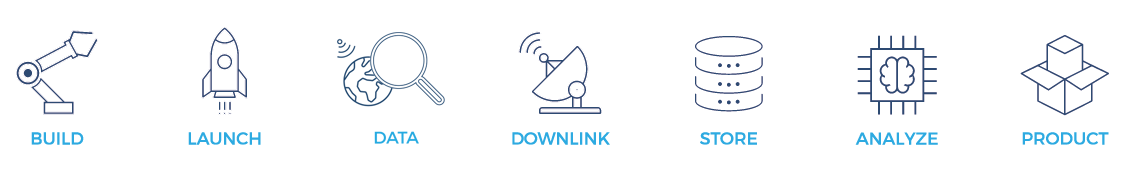 BUILD LAUNCH DATA DOWNLINK STORE ANALYZE PRODUCT